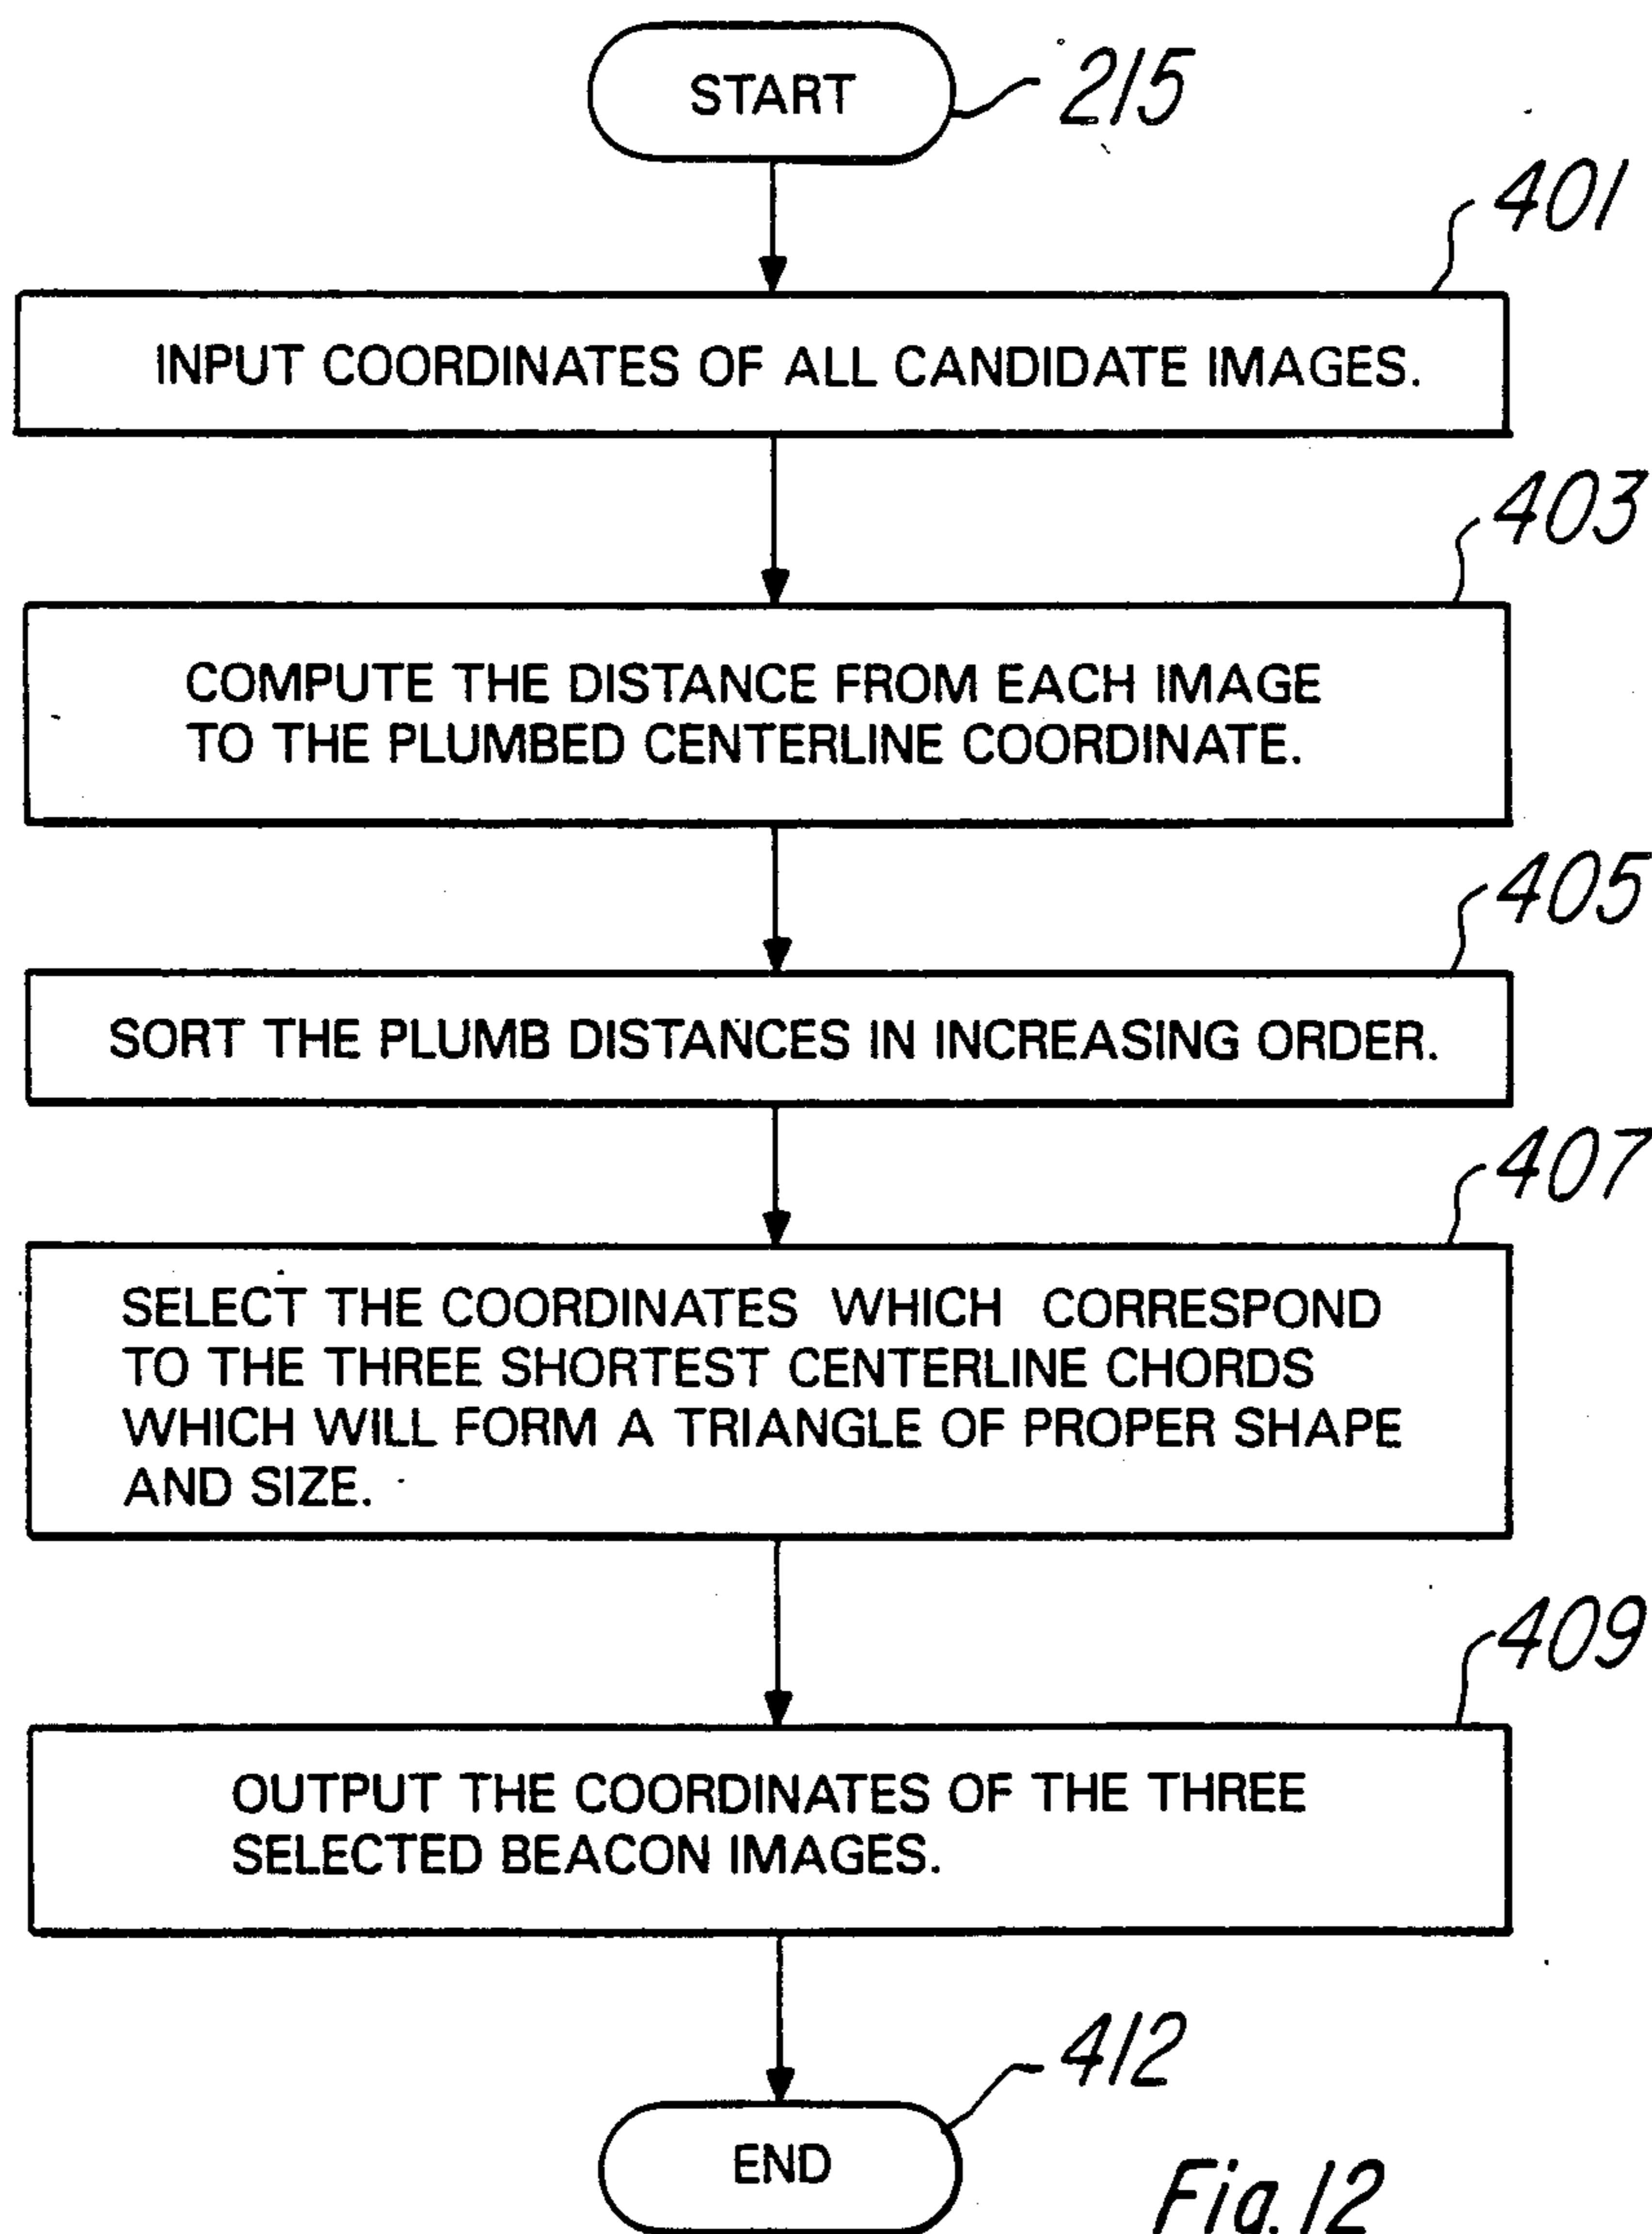 START
215
401
INPUT COORDINATES OF ALL CANDIDATE IMAGES.
403
COMPUTE THE DISTANCE FROM EACH IMAGE
TO THE PLUMBED CENTERLINE COORDINATE.
405
SORT THE PLUMB DISTANCES IN INCREASING ORDER.
407
SELECT THE COORDINATES WHICH CORRESPOND
TO THE THREE SHORTEST CENTERLINE CHORDS
WHICH WILL FORM A TRIANGLE OF PROPER SHAPE
AND SIZE.
409
OUTPUT THE COORDINATES OF THE THREE
SELECTED BEACON IMAGES.
412
END
Fig. 12